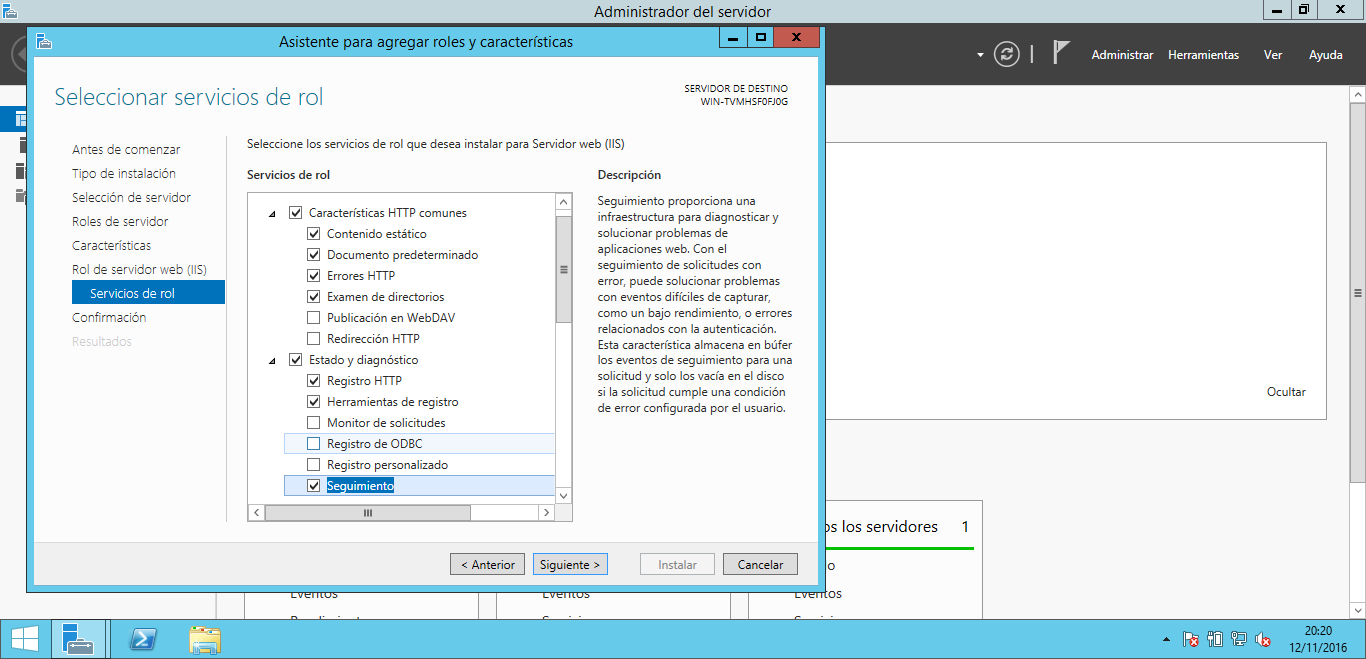 Administrador del servidor
Asistente para agregar roles y características
Administrar
Herramientas
Ver
Ayuda
Seleccionar servicios de rol
SERVIDOR DE DESTINO
WIN-TVMHSF0FJ0G
Antes de comenzar
Tipo de instalación
Selección de servidor
Roles de servidor
Características
Rol de servidor web (IIS)
Servicios de rol
Confirmación
Resultados
Seleccione los servicios de rol que desea instalar para Servidor web (IIS)
Servicios de rol
Características HTTP comunes
Contenido estático
Documento predeterminado
Errores HTTP
Examen de directorios
Publicación en WebDAV
Redirección HTTP
Estado y diagnóstico
Registro HTTP
Herramientas de registro
Monitor de solicitudes
Registro de ODBC
Registro personalizado
Seguimiento
Descripción
Seguimiento proporciona una
infraestructura para diagnosticar y
solucionar problemas de
aplicaciones web. Con el
seguimiento de solicitudes con
error, puede solucionar problemas
con eventos difíciles de capturar,
como un bajo rendimiento, o errores
relacionados con la autenticación.
Esta característica almacena en búfer
los eventos de seguimiento para una
solicitud y solo los vacía en el disco
si la solicitud cumple una condición
de error configurada por el usuario.
Ocultar
os los servidores 1
< Anterior
Siguiente >
Instalar
Cancelar
Eventos
Eventos
Eventos
20:20
12/11/2016